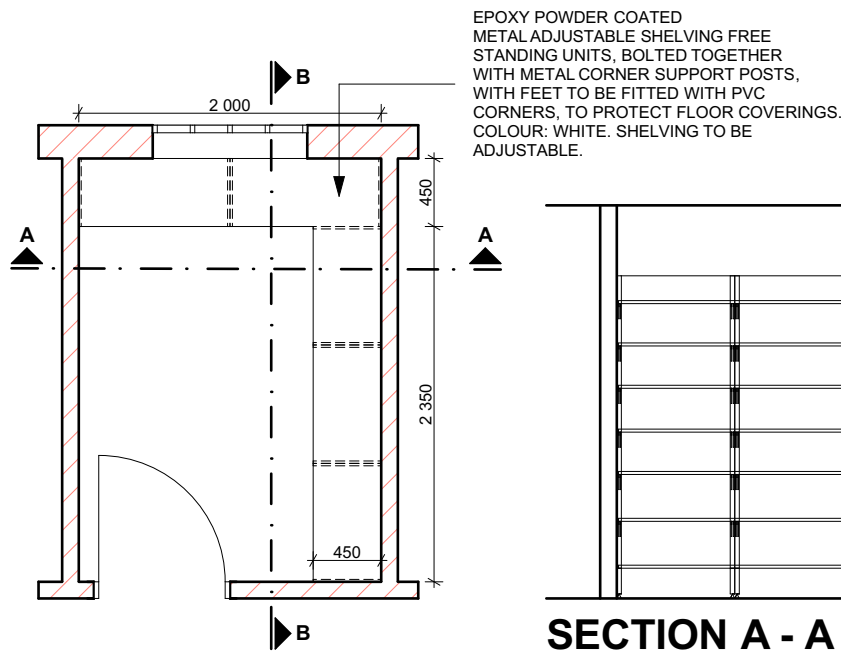 EPOXY POWDER COATED
METAL ADJUSTABLE SHELVING FREE
STANDING UNITS, BOLTED TOGETHER
WITH METAL CORNER SUPPORT POSTS,
WITH FEET TO BE FITTED WITH PVC
CORNERS, TO PROTECT FLOOR COVERINGS.
COLOUR: WHITE. SHELVING TO BE
ADJUSTABLE.
B
2 000
450
A
A
2 350
450
B
SECTION A - A